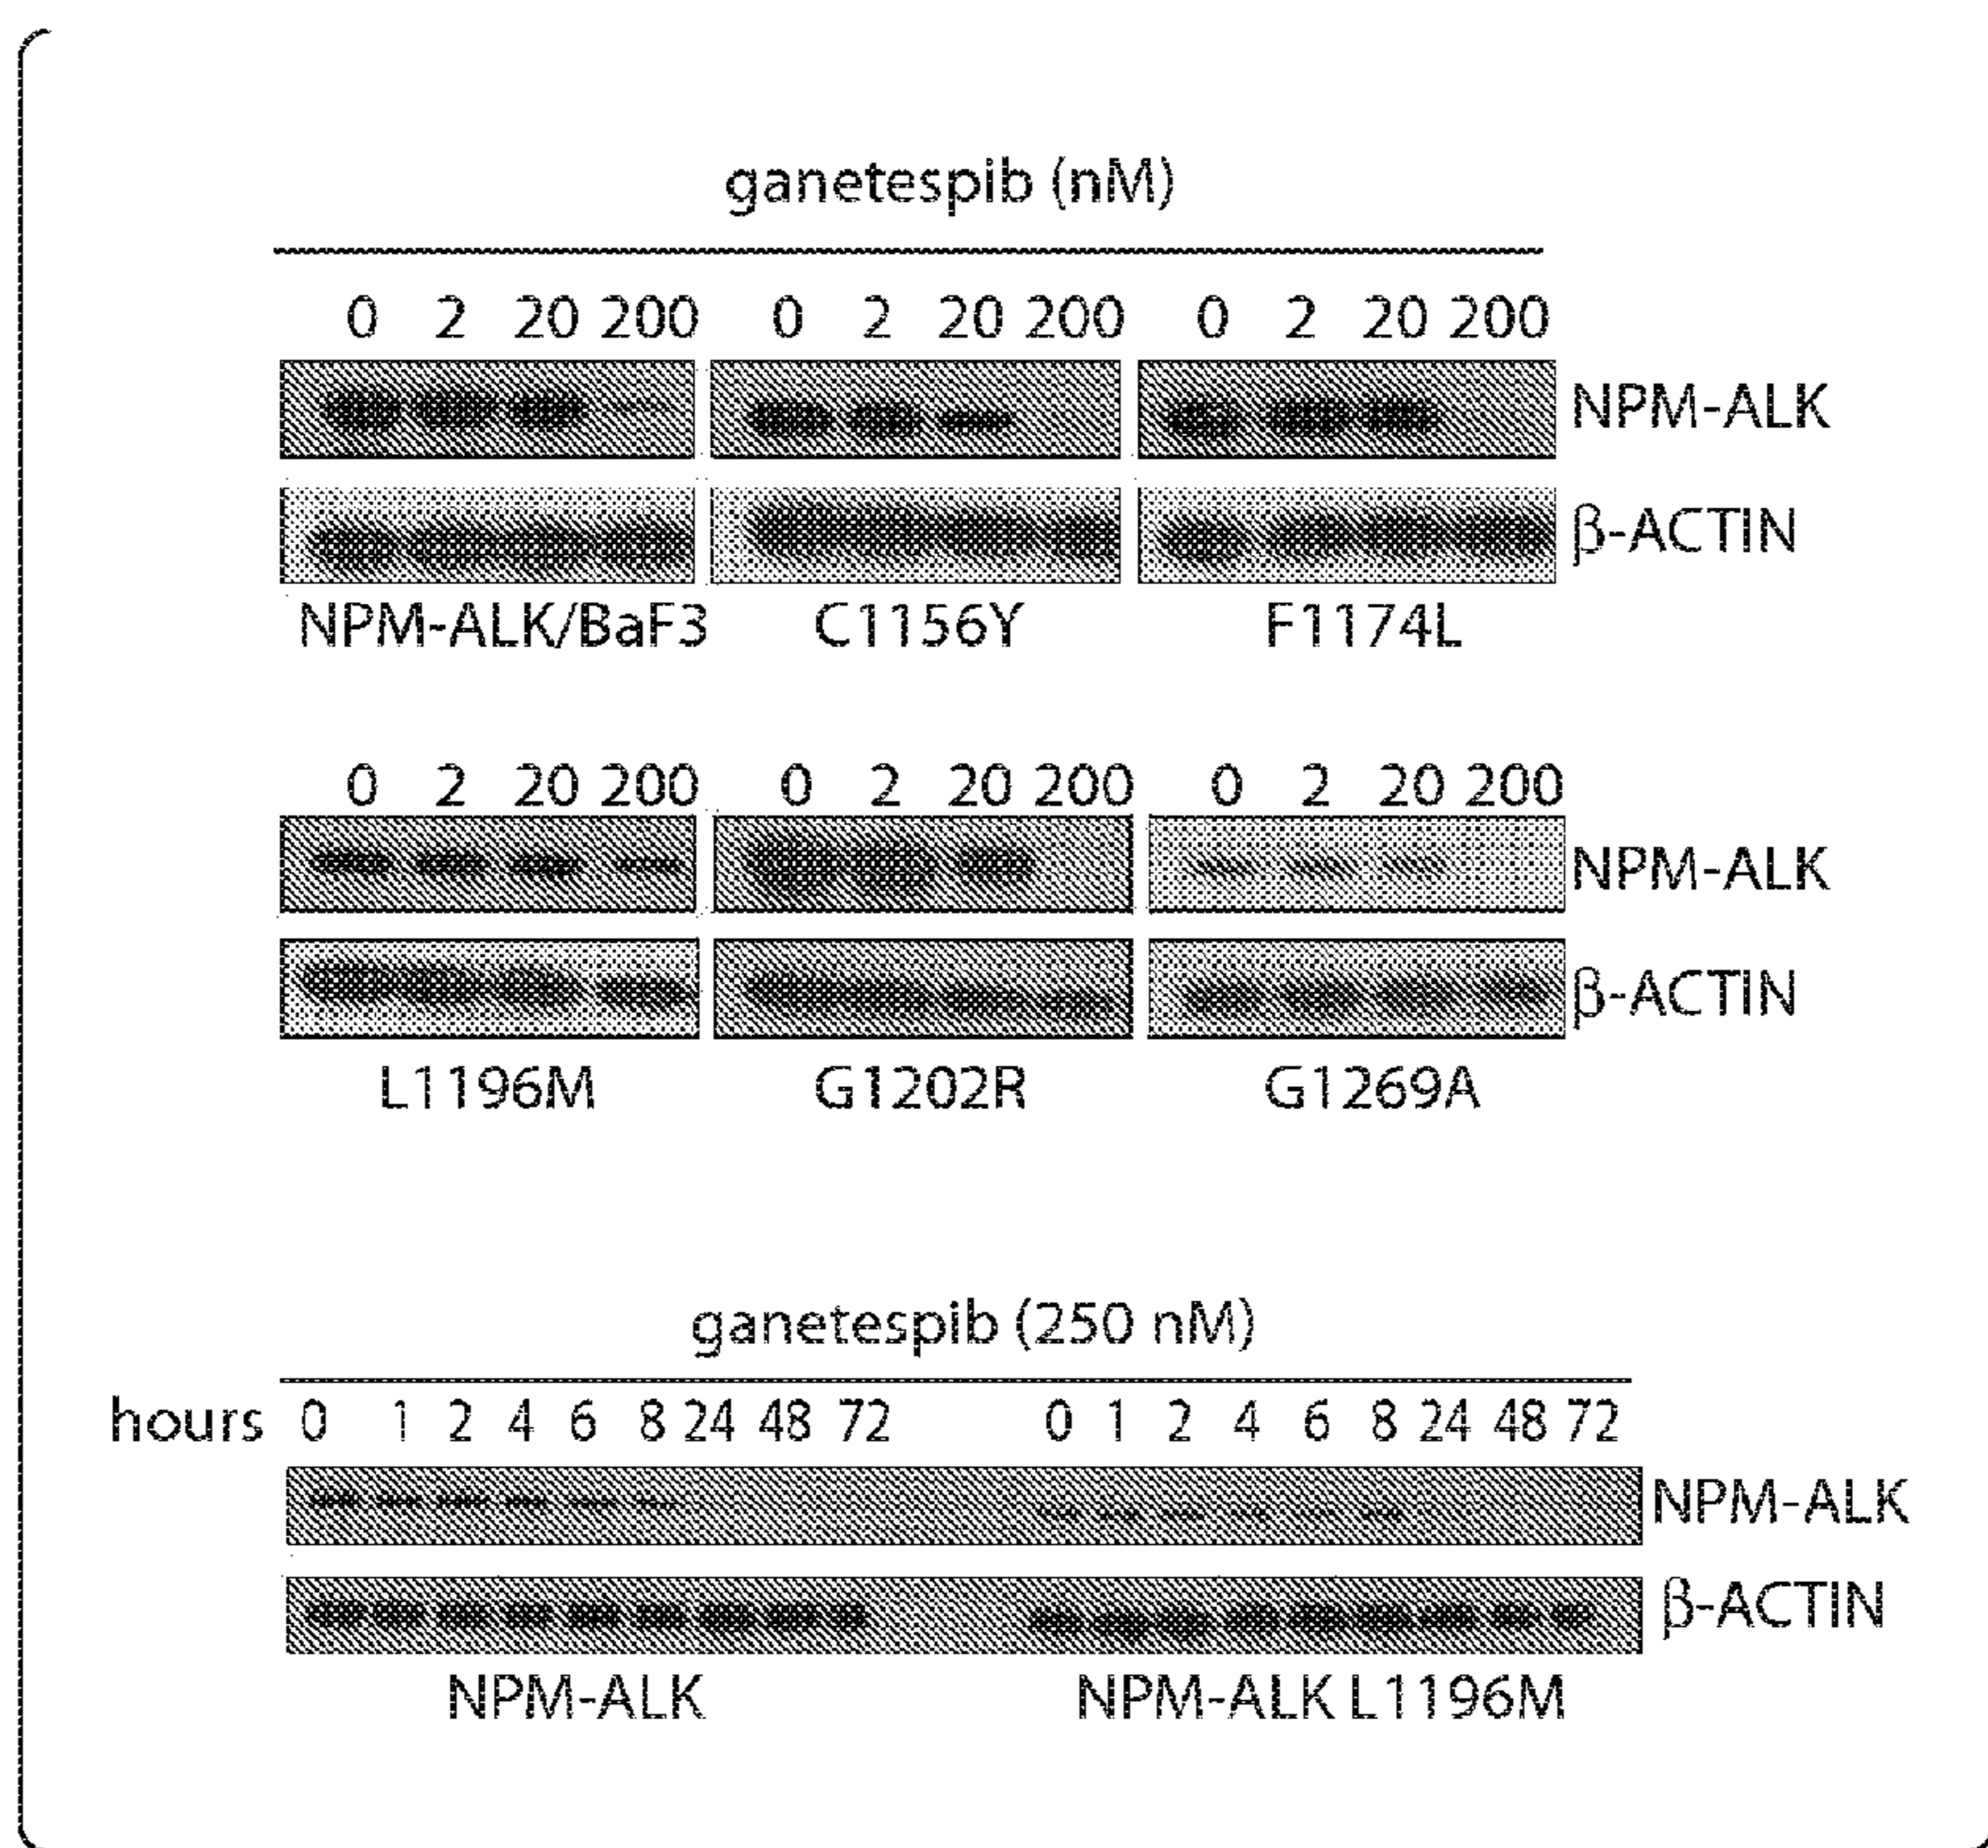 ganetespib (nM)
0 2 20 200 0 2 20 200 0 2 20 200
NPM-ALK
β-ACTIN
NPM-ALK/BaF3 C1156Y F1174L
0 2 20 200 0 2 20 200 0 2 20 200
NPM-ALK
β-ACTIN
L1196M G1202R G1269A
ganetespib (250 nM)
hours 0 1 2 4 6 8 24 48 72 0 1 2 4 6 8 24 48 72
NPM-ALK
β-ACTIN
NPM-ALK NPM-ALK L1196M